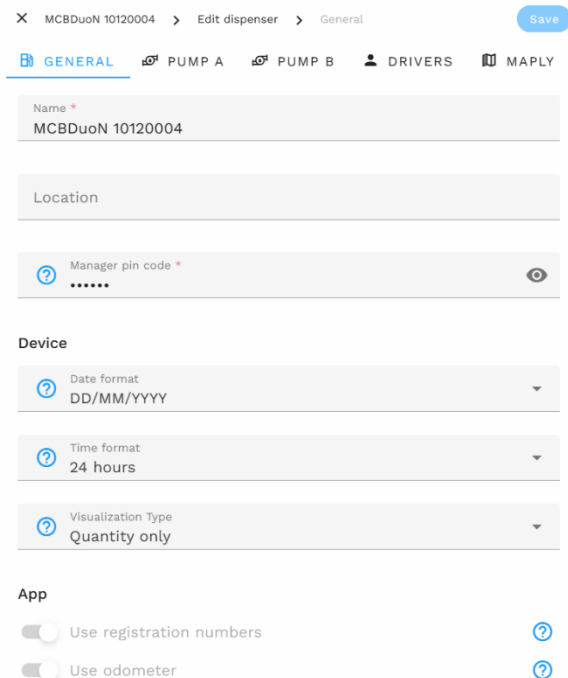 MCBDuoN 10120004 > Edit dispenser > General
Save
GENERAL PUMP A PUMP B DRIVERS MAPLY
Name *
MCBDuoN 10120004
Location
Manager pin code *
••••••
Device
Date format
DD/MM/YYYY
Time format
24 hours
Visualization Type
Quantity only
App
Use registration numbers
Use odometer